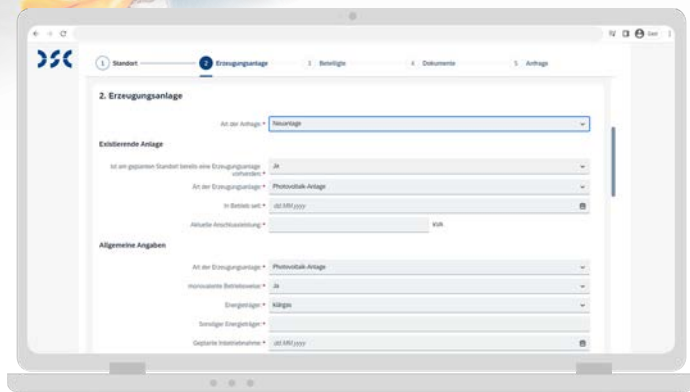 DSC
1 Standort
2 Erzeugungsanlage
3 Beteiligte
4 Dokumente
5 Anfrage
2. Erzeugungsanlage
Art der Anfrage: * Neuanlage
Existierende Anlage
Ist am geplanten Standort bereits eine Erzeugungsanlage vorhanden: * Ja
Art der Erzeugungsanlage: * Photovoltaik-Anlage
In Betrieb seit: * dd.MM.yyyy
Aktuelle Anschlussleistung: * kVA
Allgemeine Angaben
Art der Erzeugungsanlage: * Photovoltaik-Anlage
monovalente Betriebsweise: * Ja
Energieträger: * Klärgas
Sonstiger Energieträger: *
Geplante Inbetriebnahme: * dd.MM.yyyy